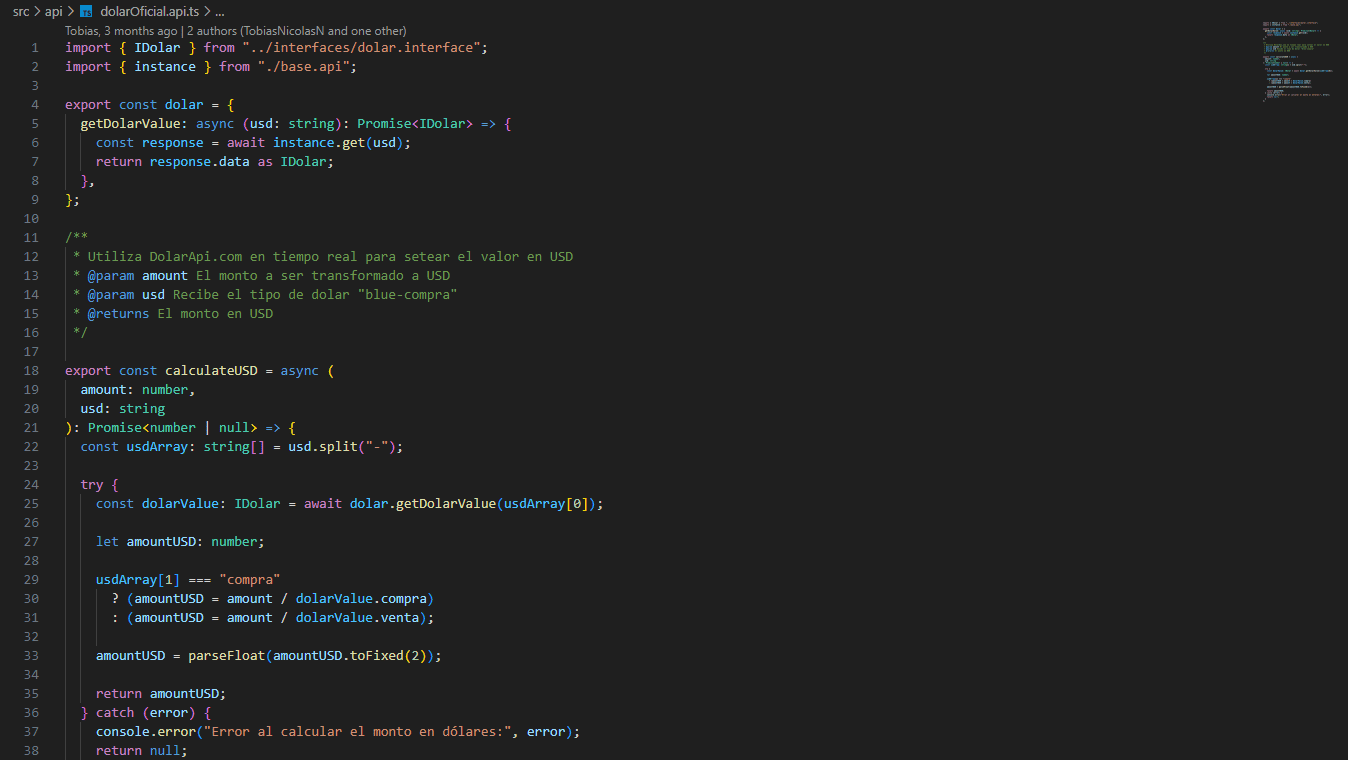 src > api > TS dolarOficial.api.ts > ...
Tobias, 3 months ago | 2 authors (TobiasNicolasN and one other)
1 import { IDolar } from "../interfaces/dolar.interface";
2 import { instance } from "./base.api";
3
4 export const dolar = {
5   getDolarValue: async (usd: string): Promise<IDolar> => {
6     const response = await instance.get(usd);
7     return response.data as IDolar;
8   },
9 };
10
11 /**
12  * Utiliza DolarApi.com en tiempo real para setear el valor en USD
13  * @param amount El monto a ser transformado a USD
14  * @param usd Recibe el tipo de dolar "blue-compra"
15  * @returns El monto en USD
16  */
17
18 export const calculateUSD = async (
19   amount: number,
20   usd: string
21 ): Promise<number | null> => {
22   const usdArray: string[] = usd.split("-");
23
24   try {
25     const dolarValue: IDolar = await dolar.getDolarValue(usdArray[0]);
26
27     let amountUSD: number;
28
29     usdArray[1] === "compra"
30       ? (amountUSD = amount / dolarValue.compra)
31       : (amountUSD = amount / dolarValue.venta);
32
33     amountUSD = parseFloat(amountUSD.toFixed(2));
34
35     return amountUSD;
36   } catch (error) {
37     console.error("Error al calcular el monto en dólares:", error);
38     return null;